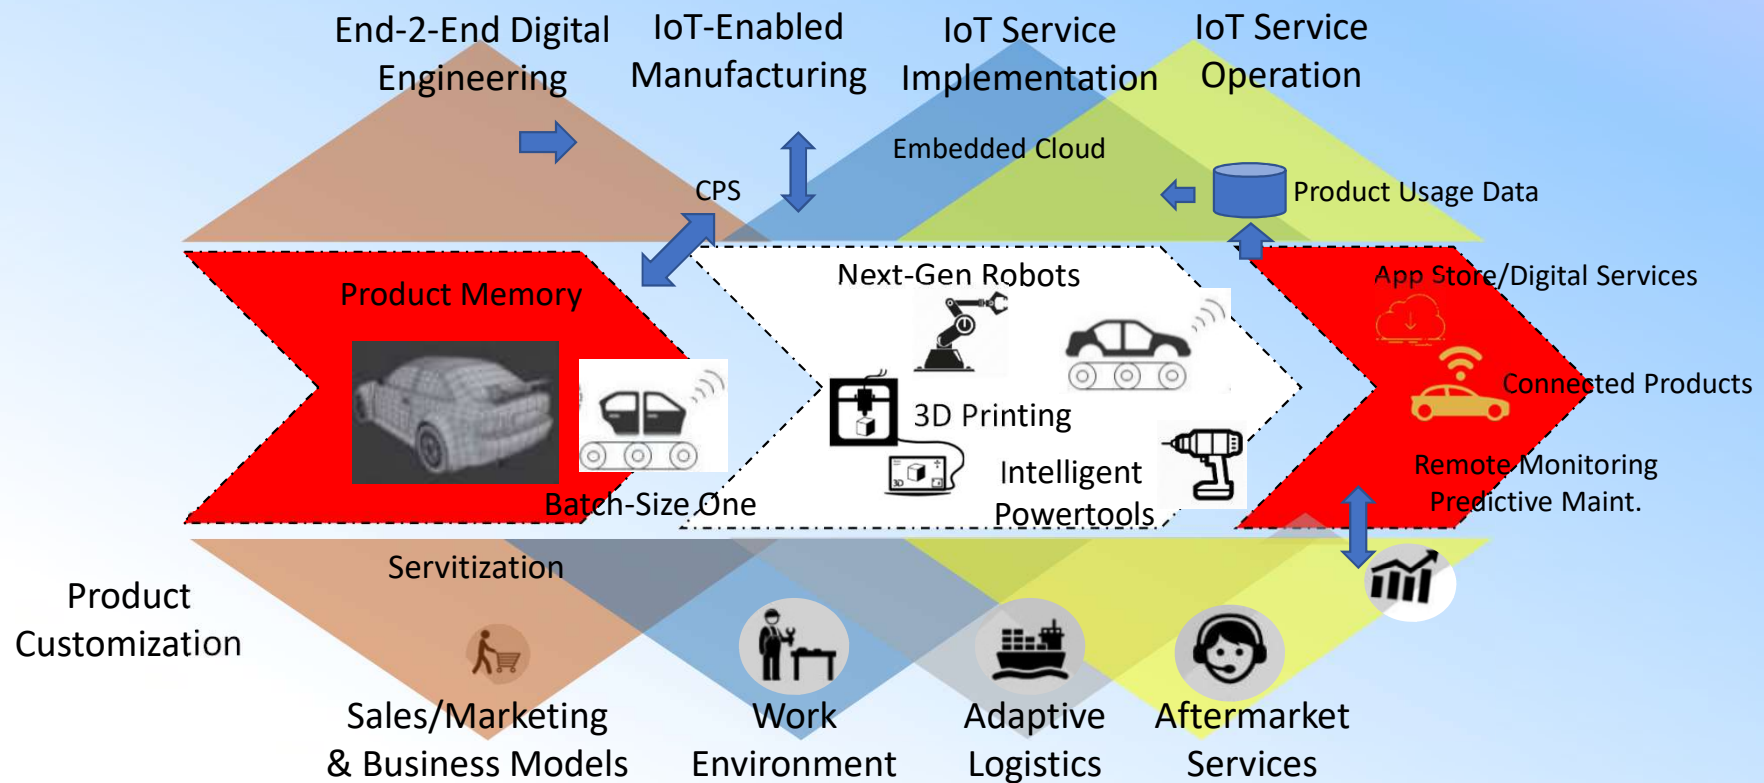 End-2-End Digital
Engineering
IoT-Enabled
Manufacturing
IoT Service
Implementation
IoT Service
Operation
Embedded Cloud
CPS
Product Usage Data
Product Memory
Next-Gen Robots
App Store/Digital Services
3D Printing
Connected Products
3D
Intelligent
Powertools
Remote Monitoring
Predictive Maint.
Batch-Size One
Servitization
Product
Customization
Sales/Marketing
& Business Models
Work
Environment
Adaptive
Logistics
Aftermarket
Services